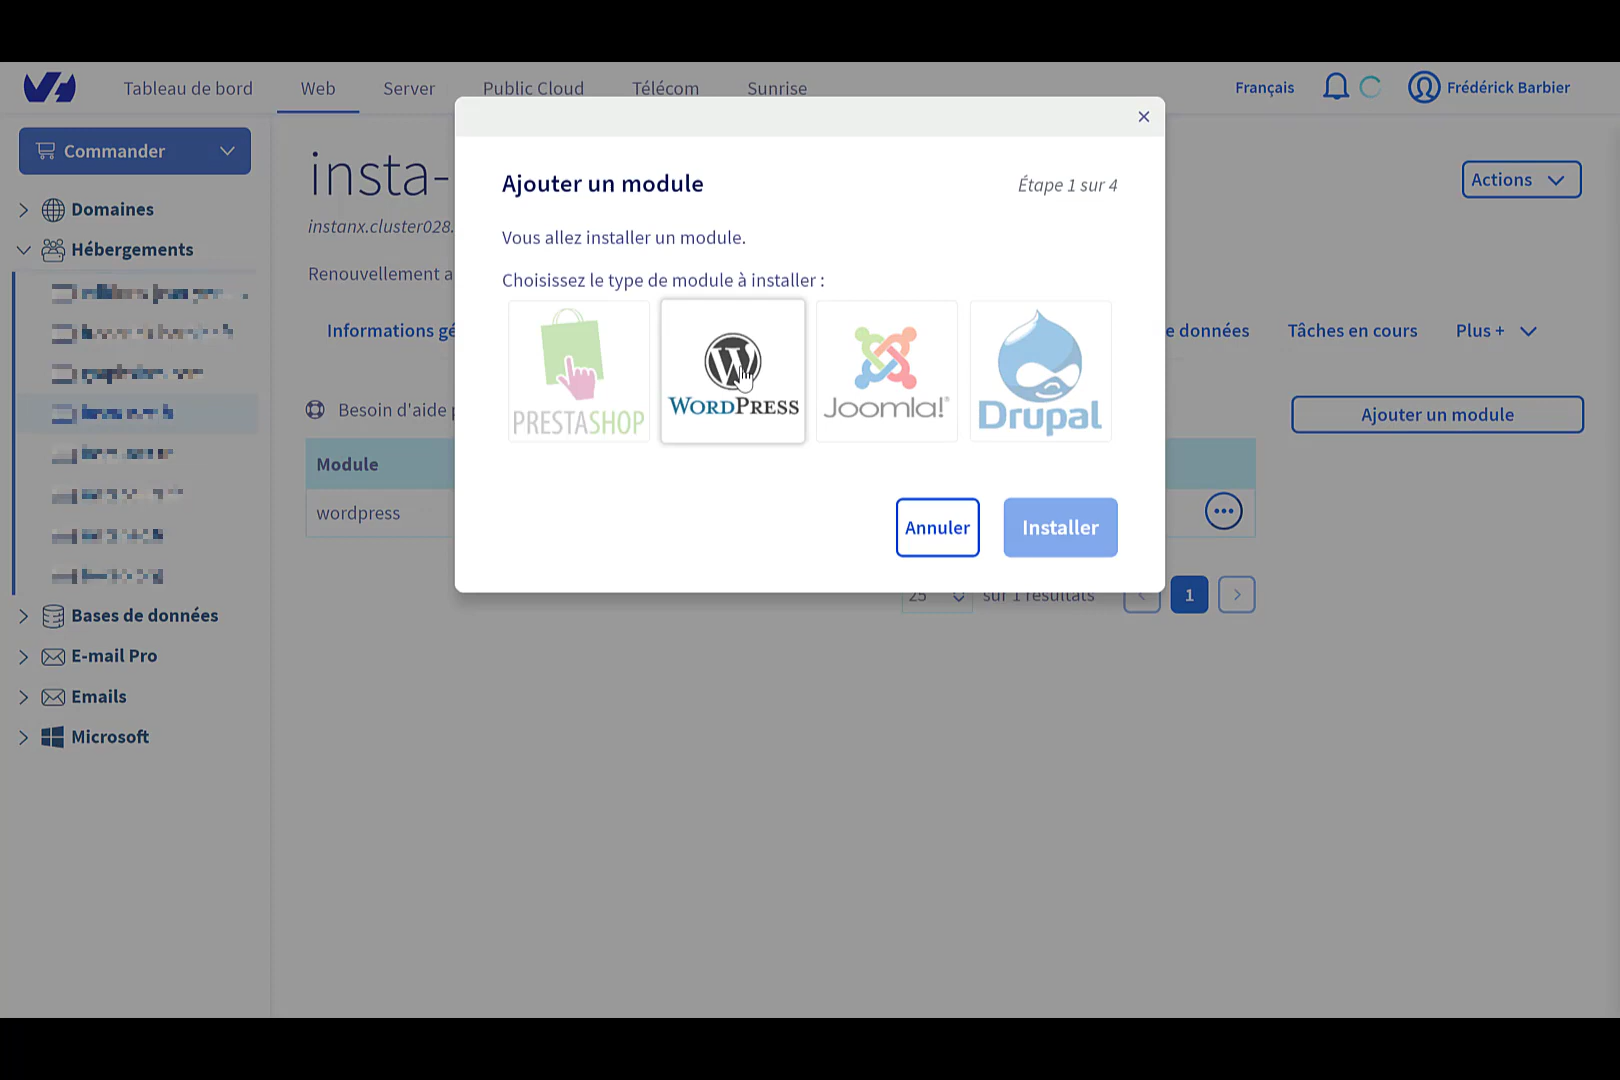 Tableau de bord
Web
Server
Public Cloud
Télécom
Sunrise
Français
Frédérick Barbier
Commander
Domaines
Hébergements
Bases de données
E-mail Pro
Emails
Microsoft
insta-
instanx.cluster028.
Renouvellement a
Actions
Informations gé
e données
Tâches en cours
Plus +
Besoin d'aide p
Ajouter un module
Module
wordpress
25
sur 1 résultats
1
Ajouter un module
Étape 1 sur 4
Vous allez installer un module.
Choisissez le type de module à installer :
PRESTASHOP
WORDPRESS
Joomla!®
Drupal
Annuler
Installer